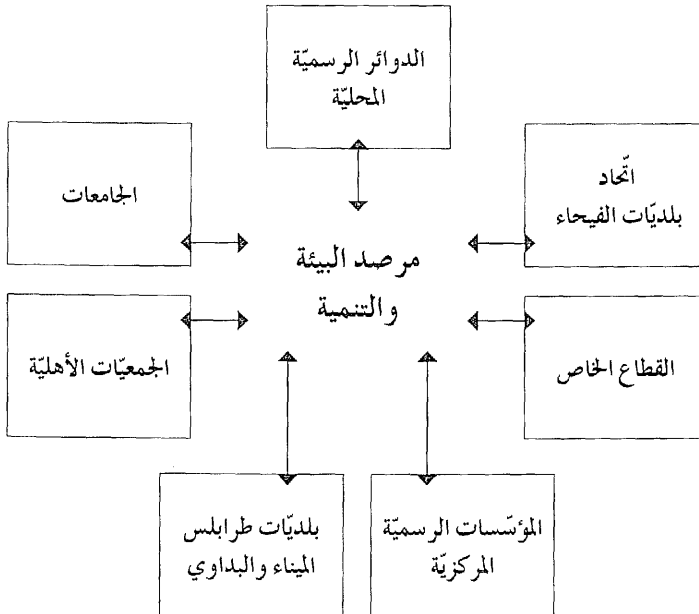 الدوائر الرسميّة
المحليّة
اتّحاد
بلديّات الفيحاء
الجامعات
مرصد البيئة
والتنمية
القطاع الخاص
الجمعيّات الأهليّة
المؤسّسات الرسميّة
المركزيّة
بلديّات طرابلس
الميناء والبداوي